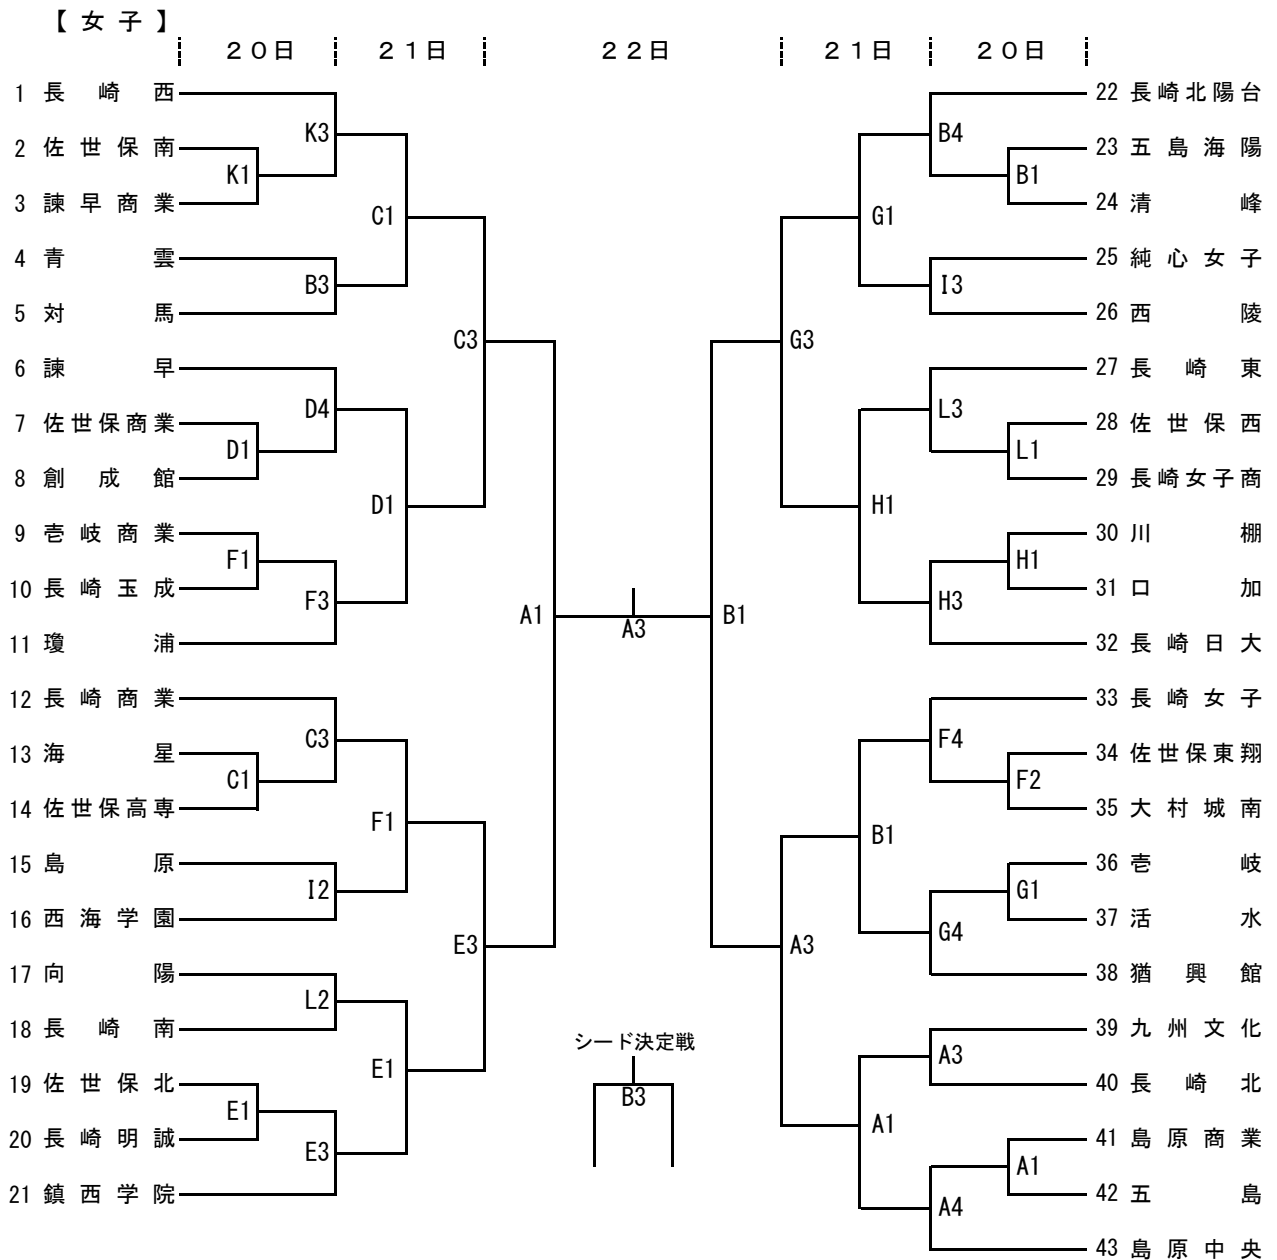 【女子】
20日 21日 22日 21日 20日
1 長崎西
2 佐世保南
3 諫早商業
4 青雲
5 対馬
6 諫早
7 佐世保商業
8 創成館
9 壱岐商業
10 長崎玉成
11 瓊浦
12 長崎商業
13 海星
14 佐世保高専
15 島原
16 西海学園
17 向陽
18 長崎南
19 佐世保北
20 長崎明誠
21 鎮西学院
K3
K1
C1
B3
C3
D4
D1
D1
F1
F3
A1
C3
C1
F1
I2
E3
L2
E1
E1
E3
A3
シード決定戦
B3
B4
B1
G1
I3
G3
L3
L1
H1
H1
H3
B1
F4
F2
B1
G1
G4
A3
A3
A1
A1
A4
22 長崎北陽台
23 五島海陽
24 清峰
25 純心女子
26 西陵
27 長崎東
28 佐世保西
29 長崎女子商
30 川棚
31 口加
32 長崎日大
33 長崎女子
34 佐世保東翔
35 大村城南
36 壱岐
37 活水
38 猶興館
39 九州文化
40 長崎北
41 島原商業
42 五島
43 島原中央